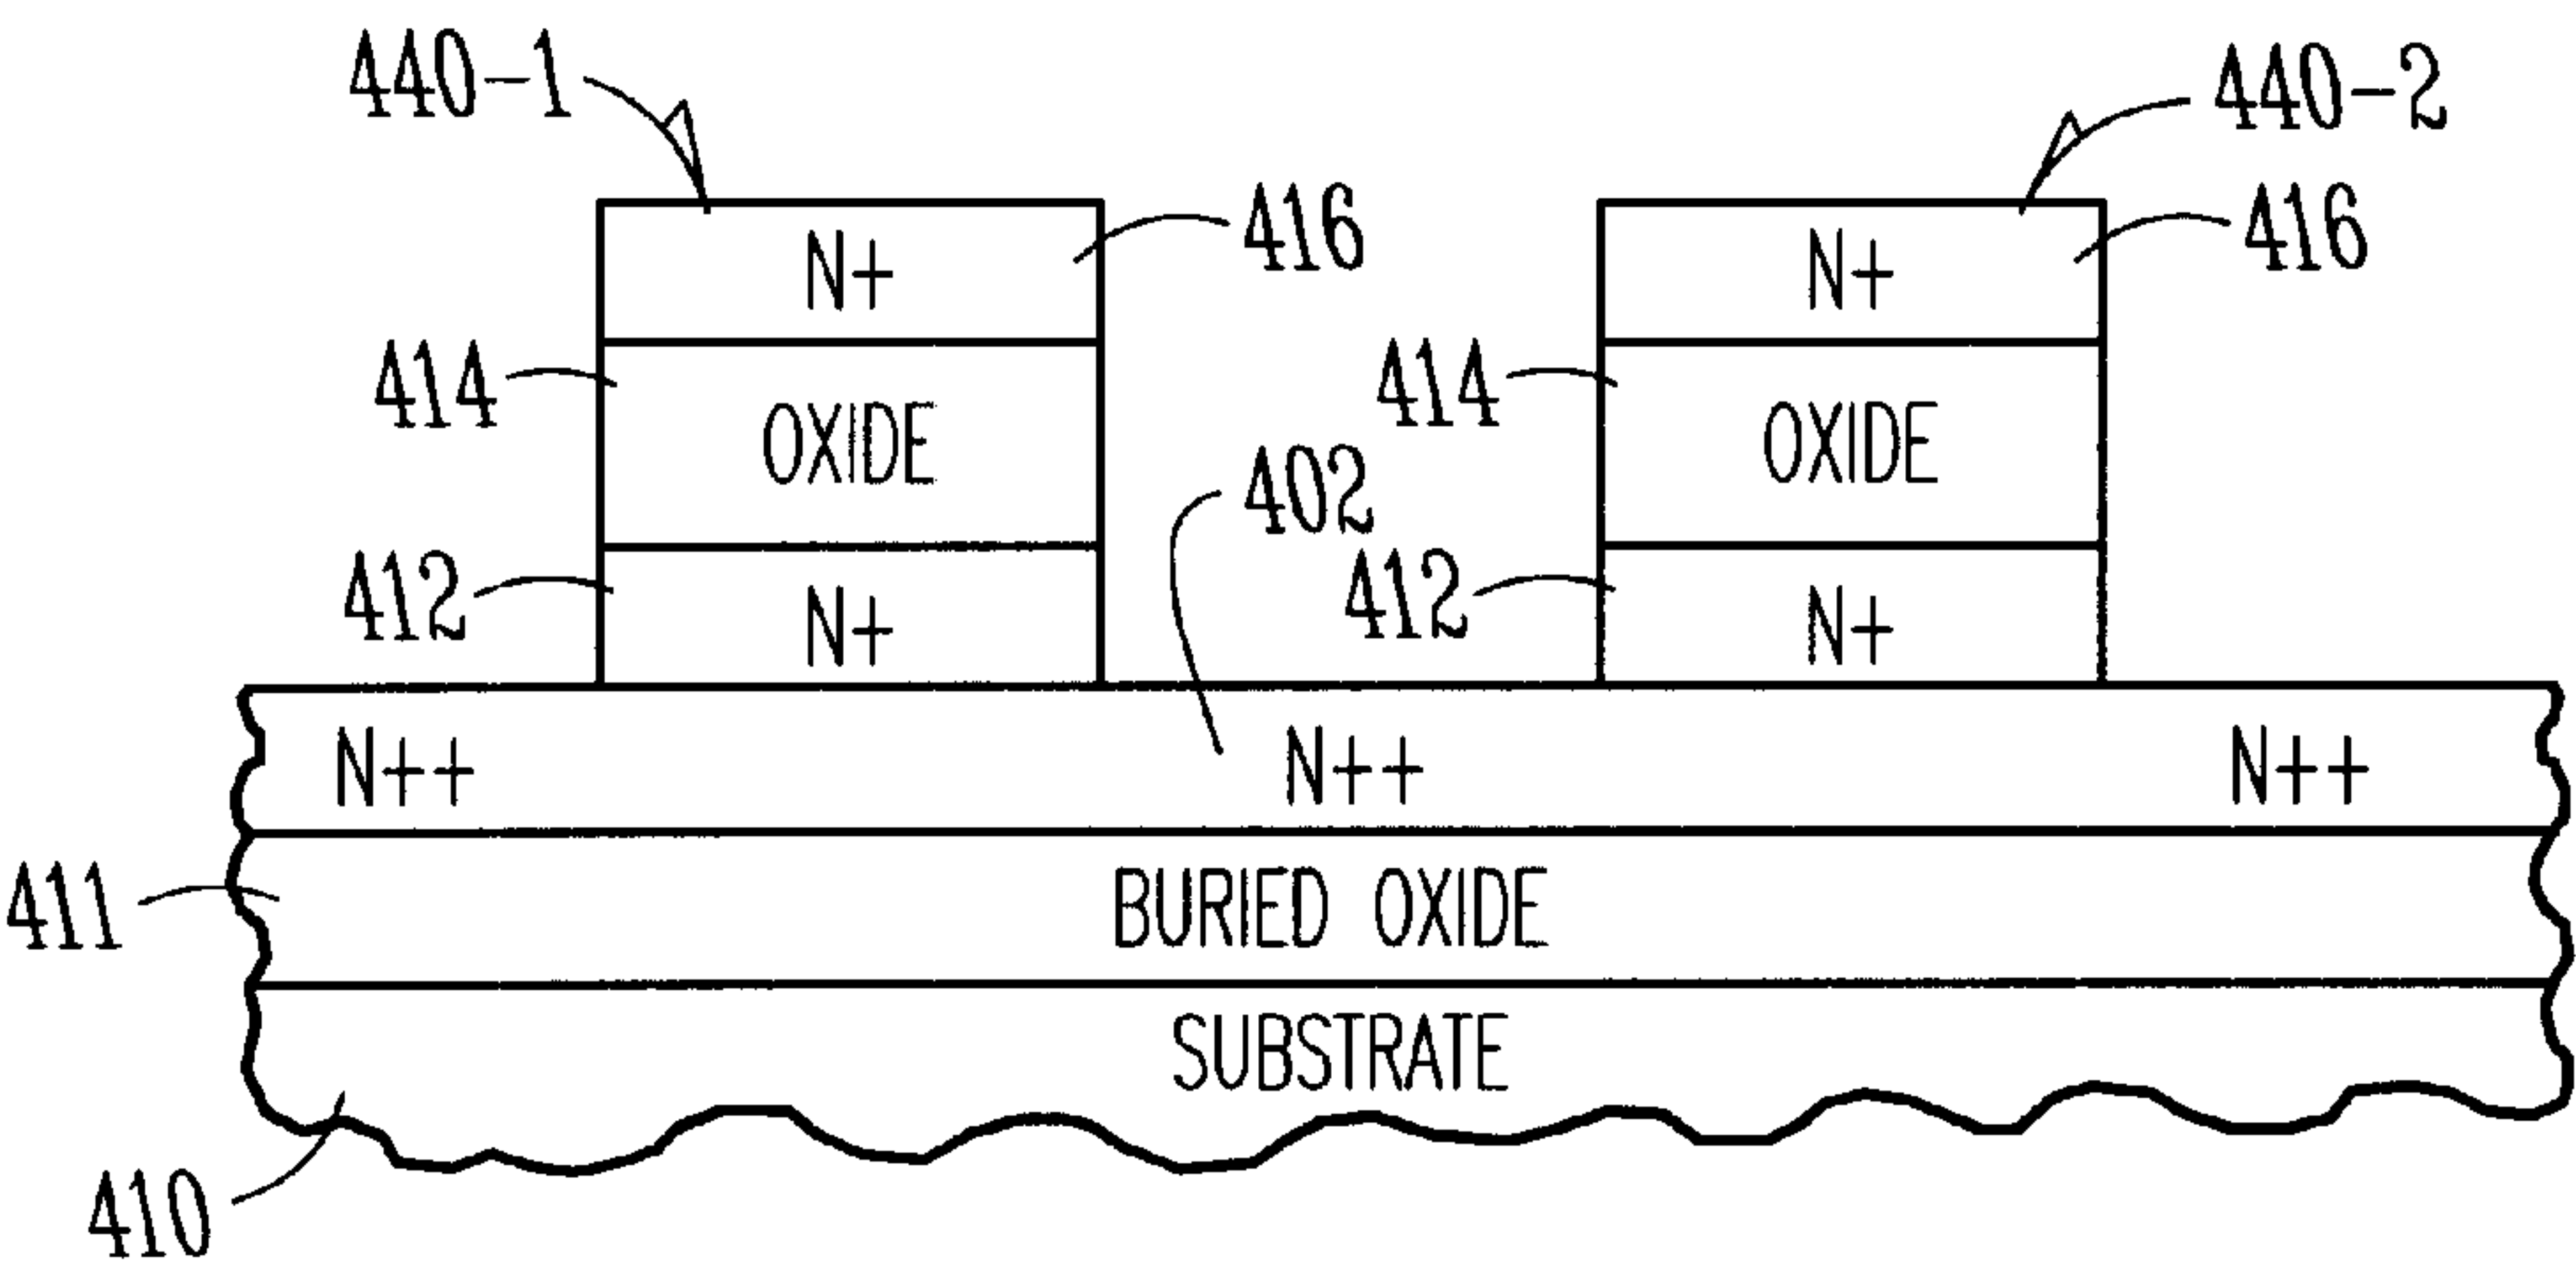 440-1
440-2
N+
416
N+
416
414
OXIDE
414
OXIDE
402
412
N+
412
N+
N++
N++
N++
411
BURIED OXIDE
SUBSTRATE
410